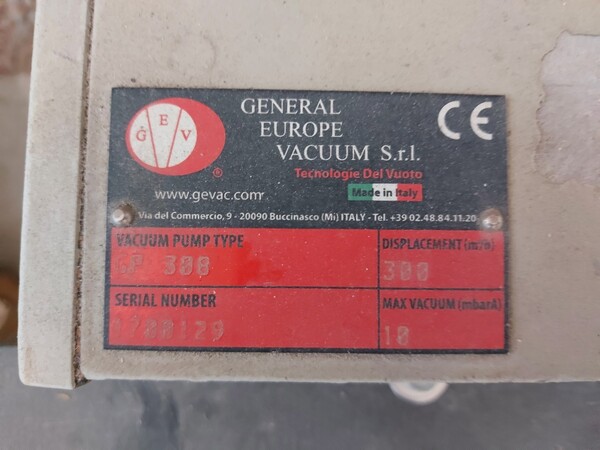 G E V
®
GENERAL
EUROPE
VACUUM S.r.l.
Tecnologie Del Vuoto
Made in Italy
CE
www.gevac.com
Via del Commercio, 9 - 20090 Buccinasco (Mi) ITALY - Tel. +39 02.48.84.11.20
VACUUM PUMP TYPE
300
DISPLACEMENT (m³/h)
300
SERIAL NUMBER
MAX VACUUM (mbarA)
10